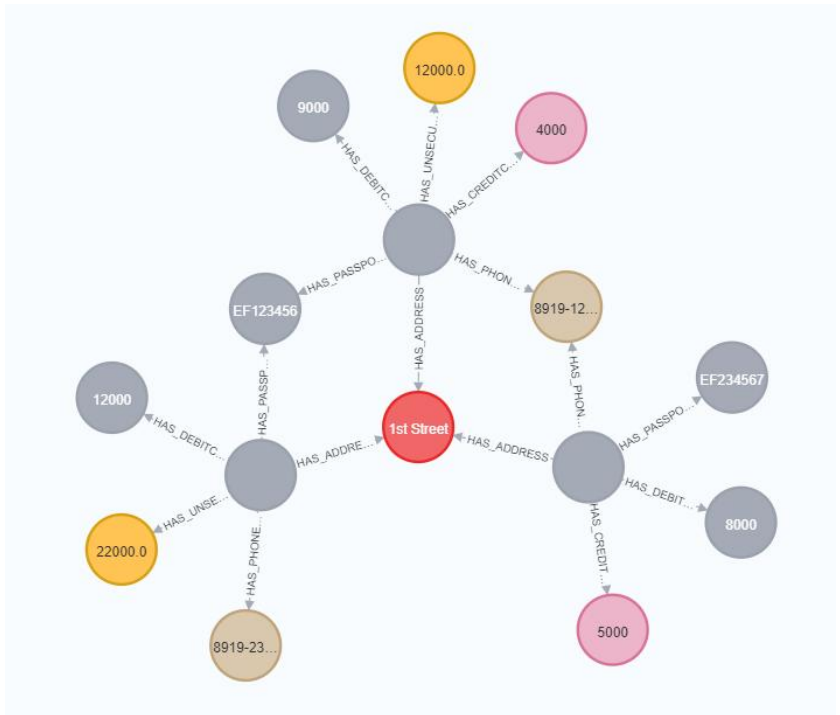 12000.0
9000
4000
HAS_DEBITC...
HAS_UNSECU...
HAS_CREDITC...
HAS_PASSPO...
HAS_PHON...
EF123456
HAS_ADDRESS
8919-12...
HAS_PASSP...
HAS_PHON...
EF234567
12000
HAS_DEBITC...
1st Street
HAS_PASSPO...
HAS_ADDRE...
HAS_ADDRESS
HAS_DEBIT...
8000
HAS_UNSE...
22000.0
HAS_PHONE...
HAS_CREDIT...
5000
8919-23...